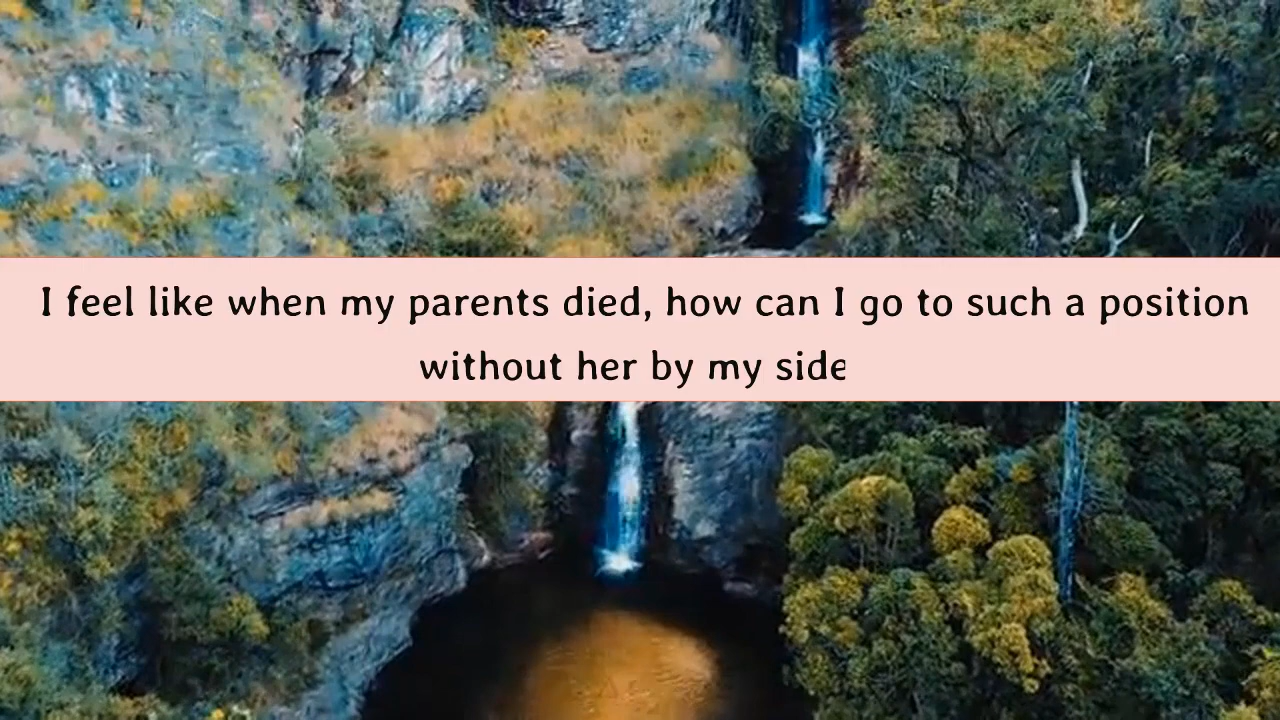 I feel like when my parents died, how can I go to such a position
without her by my side